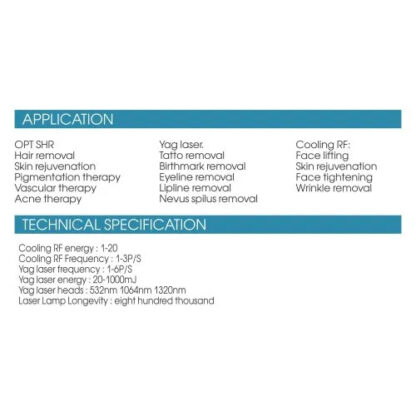 APPLICATION
OPT SHR
Hair removal
Skin rejuvenation
Pigmentation therapy
Vascular therapy
Acne therapy
Yag laser.
Tatto removal
Birthmark removal
Eyeline removal
Lipline removal
Nevus spilus removal
Cooling RF:
Face lifting
Skin rejuvenation
Face tightening
Wrinkle removal
TECHNICAL SPECIFICATION
Cooling RF energy : 1-20
Cooling RF Frequency : 1-3P/S
Yag laser frequency : 1-6P/S
Yag laser energy : 20-1000mJ
Yag laser heads : 532nm 1064nm 1320nm
Laser Lamp Longevity : eight hundred thousand